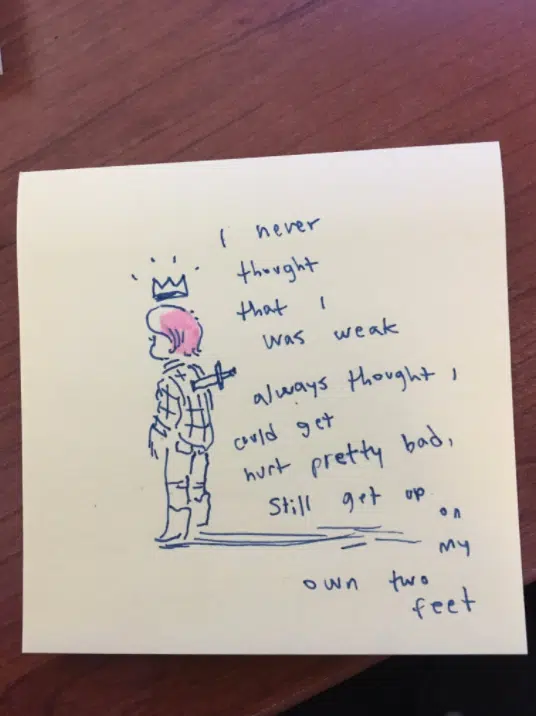 i never
thought
that i
was weak
always thought i
could get
hurt pretty bad,
Still get up
on
my
own two
feet